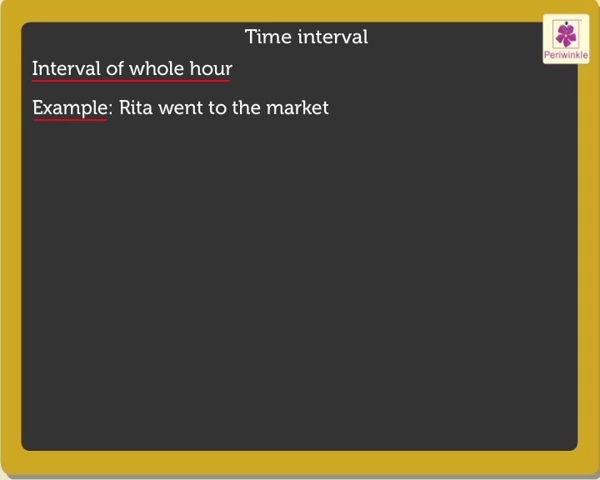 Time interval
Periwinkle
Interval of whole hour
Example: Rita went to the market